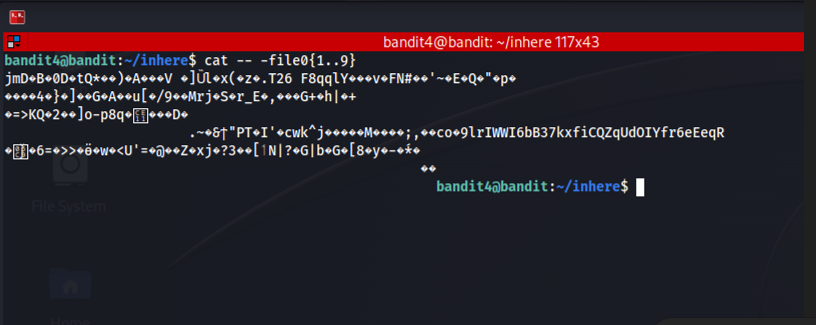 bandit4@bandit: ~/inhere 117x43
bandit4@bandit:~/inhere$ cat -- -file0{1..9}
jmD�B�0D�tQ*��)�A���V �]Ùl�x(�z�.T26 F8qqlY���v�FN#��'~�E�Q�"�p�
����4�}�]��G�A��u[�/9��Mrj�S�r_E�,���G+�h|�+
�=>KQ�2��]o-p8q����D�
.~�&†"PT�I'�cwk^j�����M����;,��co�9lrIWWI6bB37kxfiCQZqUdOIYfr6eEeqR
��6=�>>�ӫ�w�<U'=�@��Z�xj�?3��[1N|?�G|b�G�[8�y�-�*�
��
bandit4@bandit:~/inhere$
File System
Home